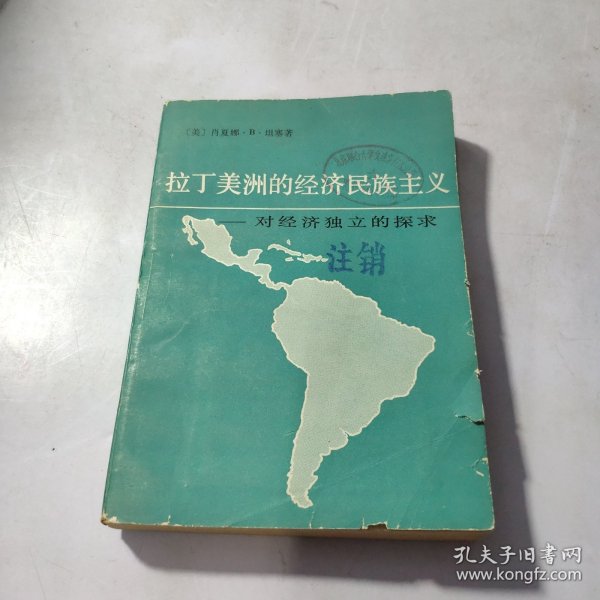 〔美〕肖夏娜·B·坦塞著
拉丁美洲的经济民族主义
——对经济独立的探求
注销
孔夫子旧书网
www.kongfz.com